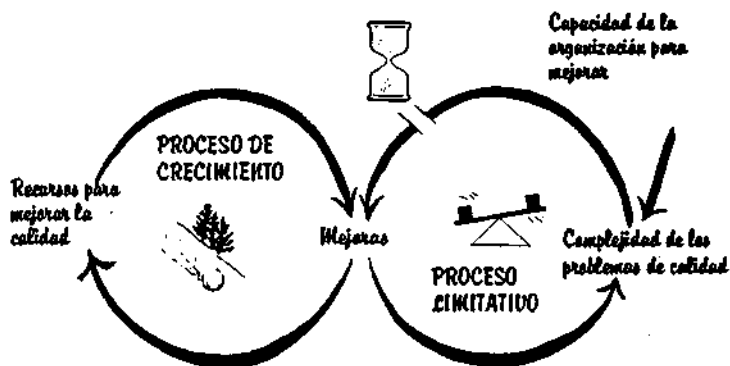 Capacidad de la
organización para
mejorar
PROCESO DE
CRECIMIENTO
Recursos para
mejorar la
calidad
Mejoras
Complejidad de los
problemas de calidad
PROCESO
LIMITATIVO